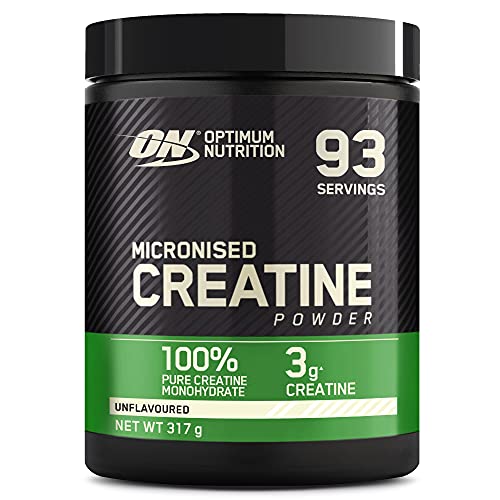 ON® OPTIMUM
NUTRITION
93
SERVINGS
MICRONISED
CREATINE
POWDER
100%
PURE CREATINE
MONOHYDRATE
3g^
CREATINE
UNFLAVOURED
NET WT 317 g